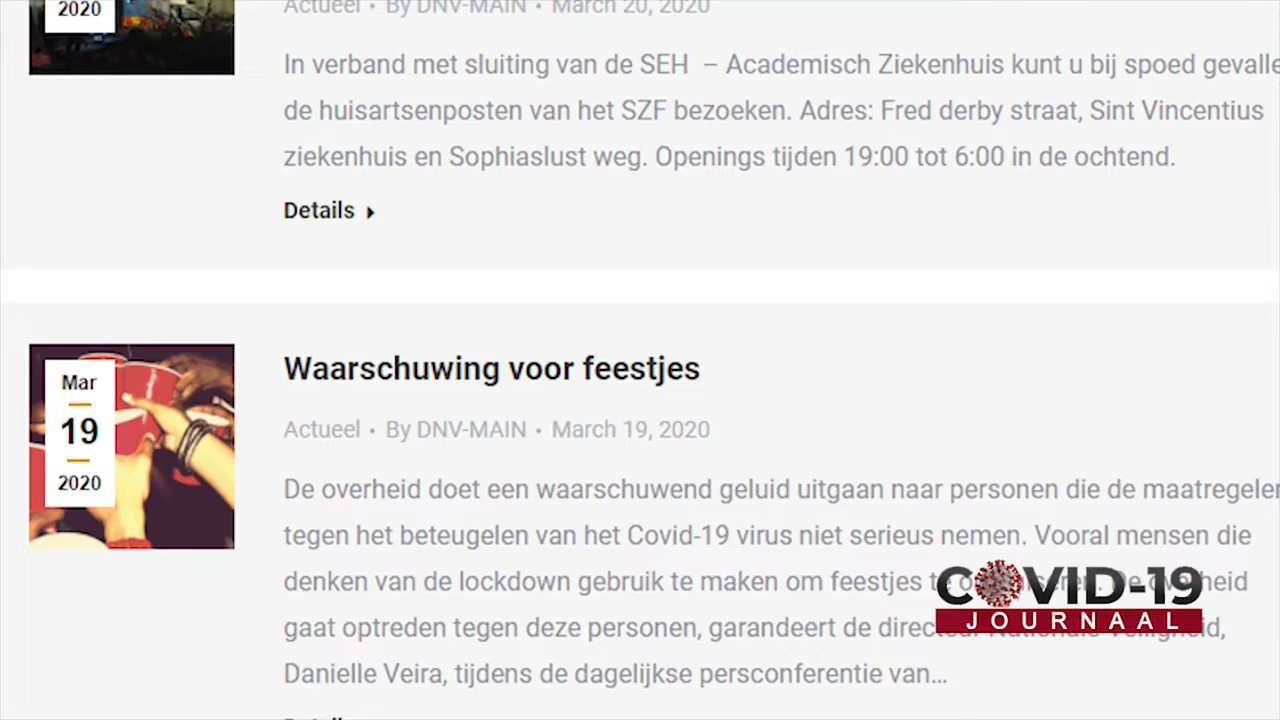 2020
Actueel • By DNV-MAIN • March 20, 2020
In verband met sluiting van de SEH – Academisch Ziekenhuis kunt u bij spoed
de huisartsenposten van het SZF bezoeken. Adres: Fred derby straat, Sint Vincentius
ziekenhuis en Sophiaslust weg. Openings tijden 19:00 tot 6:00 in de ochtend.
Details
Mar
19
2020
Waarschuwing voor feestjes
Actueel • By DNV-MAIN • March 19, 2020
De overheid doet een waarschuwend geluid uitgaan naar personen die de
tegen het beteugelen van het Covid-19 virus niet serieus nemen. Vooral mensen die
denken van de lockdown gebruik te maken om feestjes te De overheid
gaat optreden tegen deze personen, garandeert de Nationale Veiligheid,
Danielle Veira, tijdens de dagelijkse persconferentie van…
COVID-19
JOURNAAL